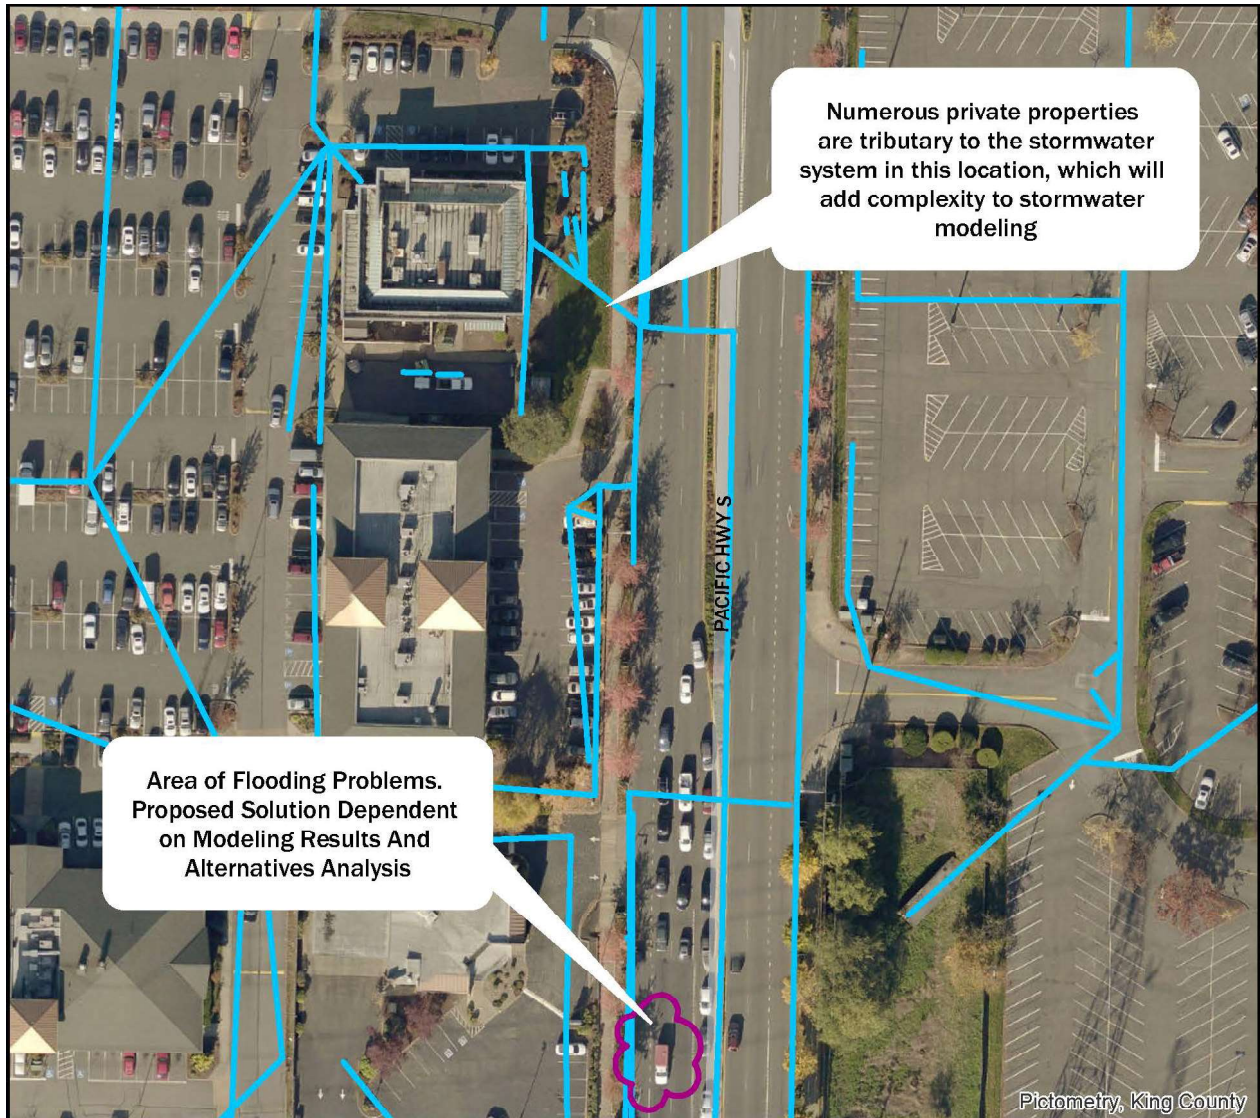 Numerous private properties
are tributary to the stormwater
system in this location, which will
add complexity to stormwater
modeling
PACIFIC HWY S
Area of Flooding Problems.
Proposed Solution Dependent
on Modeling Results And
Alternatives Analysis
Pictometry, King County